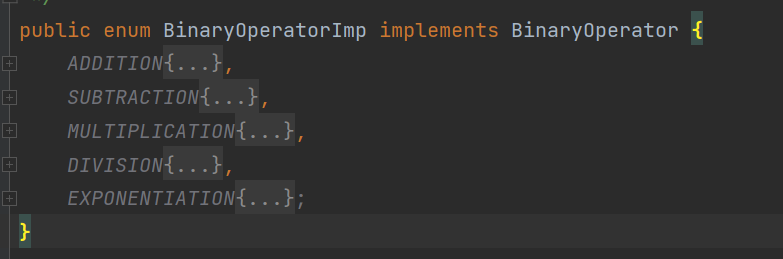 public enum BinaryOperatorImp implements BinaryOperator {
ADDITION{...},
SUBTRACTION{...},
MULTIPLICATION{...},
DIVISION{...},
EXPONENTIATION{...};
}